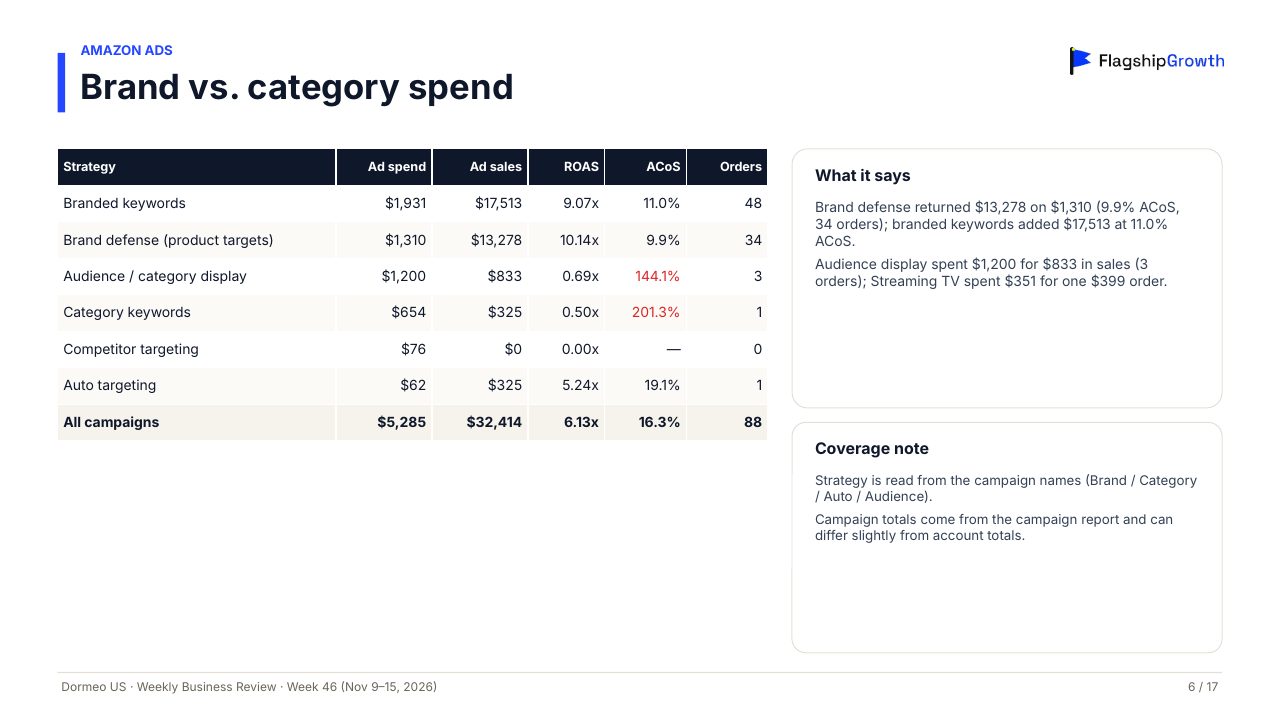 AMAZON ADS
Brand vs. category spend
FlagshipGrowth
Strategy Ad spend Ad sales ROAS ACoS Orders
Branded keywords $1,931 $17,513 9.07x 11.0% 48
Brand defense (product targets) $1,310 $13,278 10.14x 9.9% 34
Audience / category display $1,200 $833 0.69x 144.1% 3
Category keywords $654 $325 0.50x 201.3% 1
Competitor targeting $76 $0 0.00x — 0
Auto targeting $62 $325 5.24x 19.1% 1
All campaigns $5,285 $32,414 6.13x 16.3% 88
What it says
Brand defense returned $13,278 on $1,310 (9.9% ACoS,
34 orders); branded keywords added $17,513 at 11.0%
ACoS.
Audience display spent $1,200 for $833 in sales (3
orders); Streaming TV spent $351 for one $399 order.
Coverage note
Strategy is read from the campaign names (Brand / Category
/ Auto / Audience).
Campaign totals come from the campaign report and can
differ slightly from account totals.
Dormeo US · Weekly Business Review · Week 46 (Nov 9–15, 2026)
6 / 17